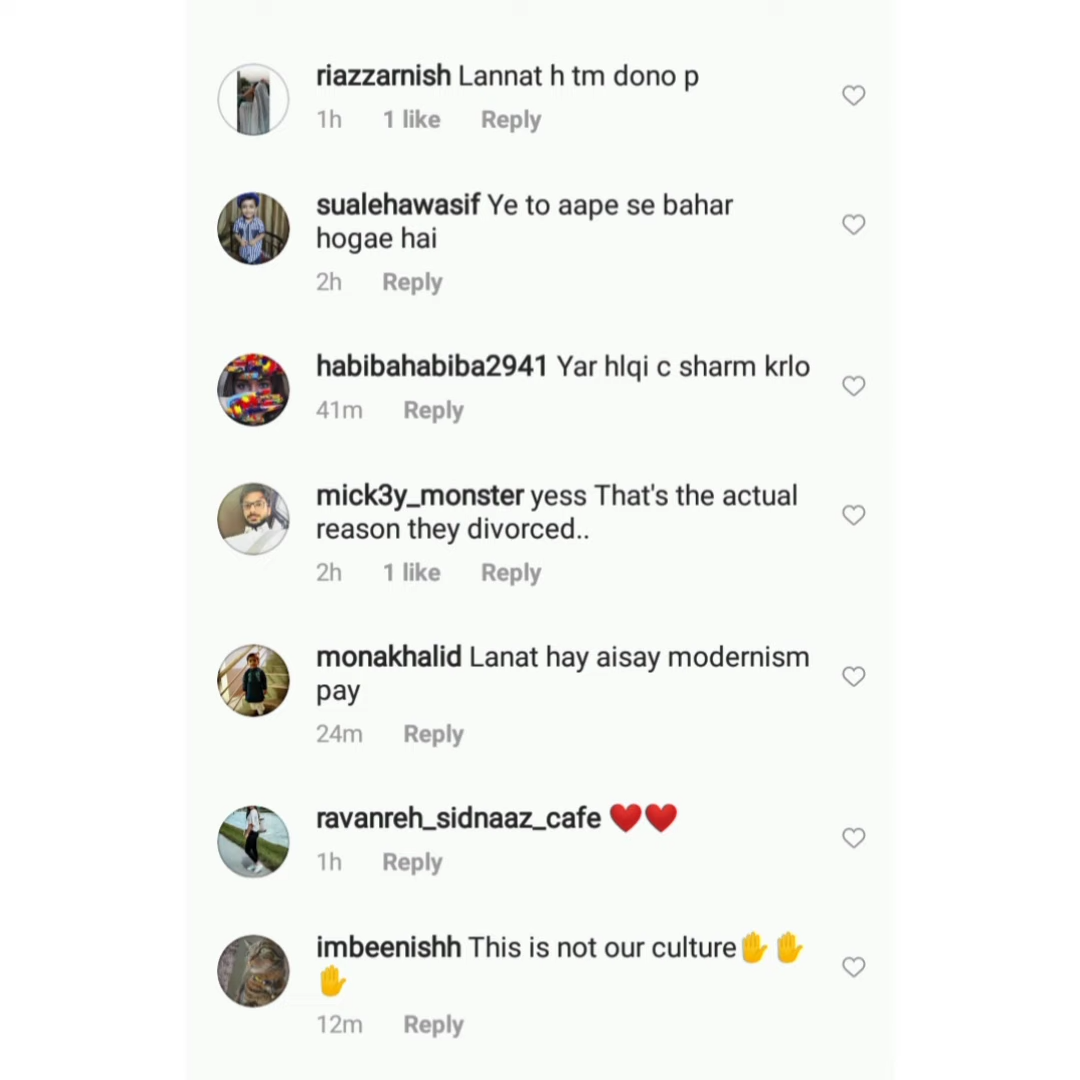 riazzarnish Lannat h tm dono p
1h 1 like Reply
sualehawasif Ye to aape se bahar
hogae hai
2h Reply
habibahabiba2941 Yar hlqi c sharm krlo
41m Reply
mick3y_monster yess That's the actual
reason they divorced..
2h 1 like Reply
monakhalid Lanat hay aisay modernism
pay
24m Reply
ravanreh_sidnaaz_cafe ❤️❤️
1h Reply
imbeenishh This is not our culture✋✋
✋
12m Reply